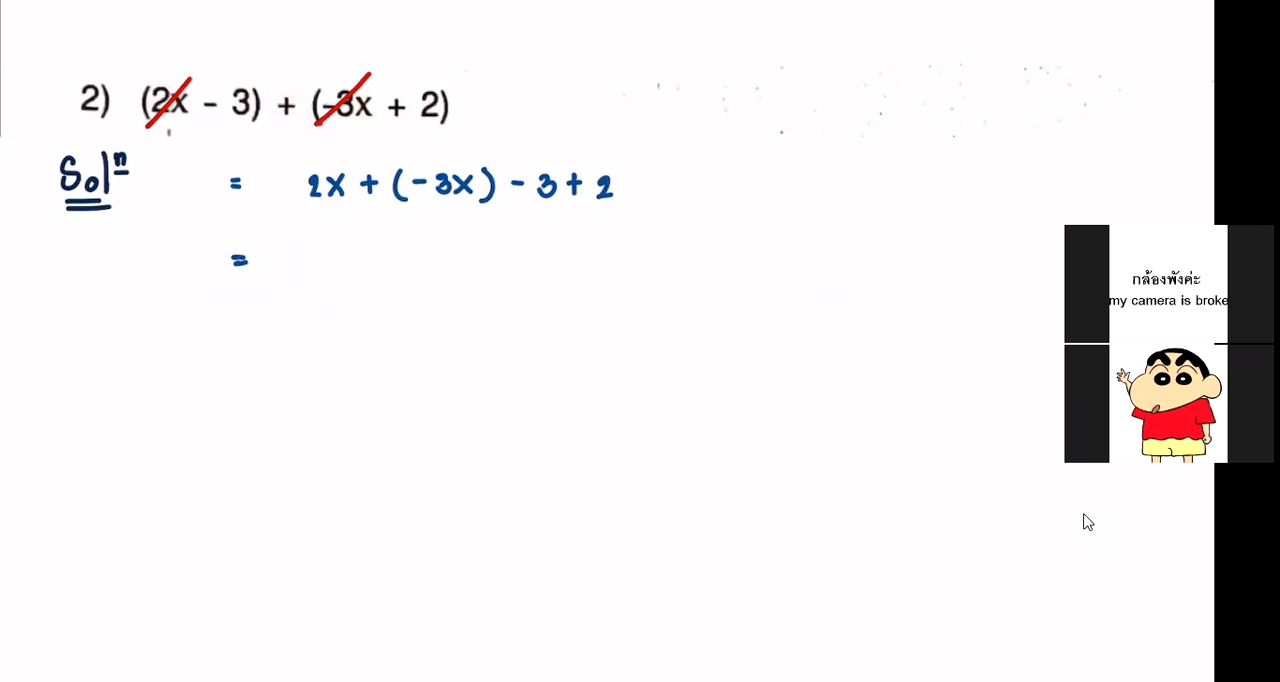 2) (2x - 3) + (-3x + 2)
Solⁿ = 2x + (-3x) - 3 + 2
=
กล้องพังค่ะ
my camera is broke